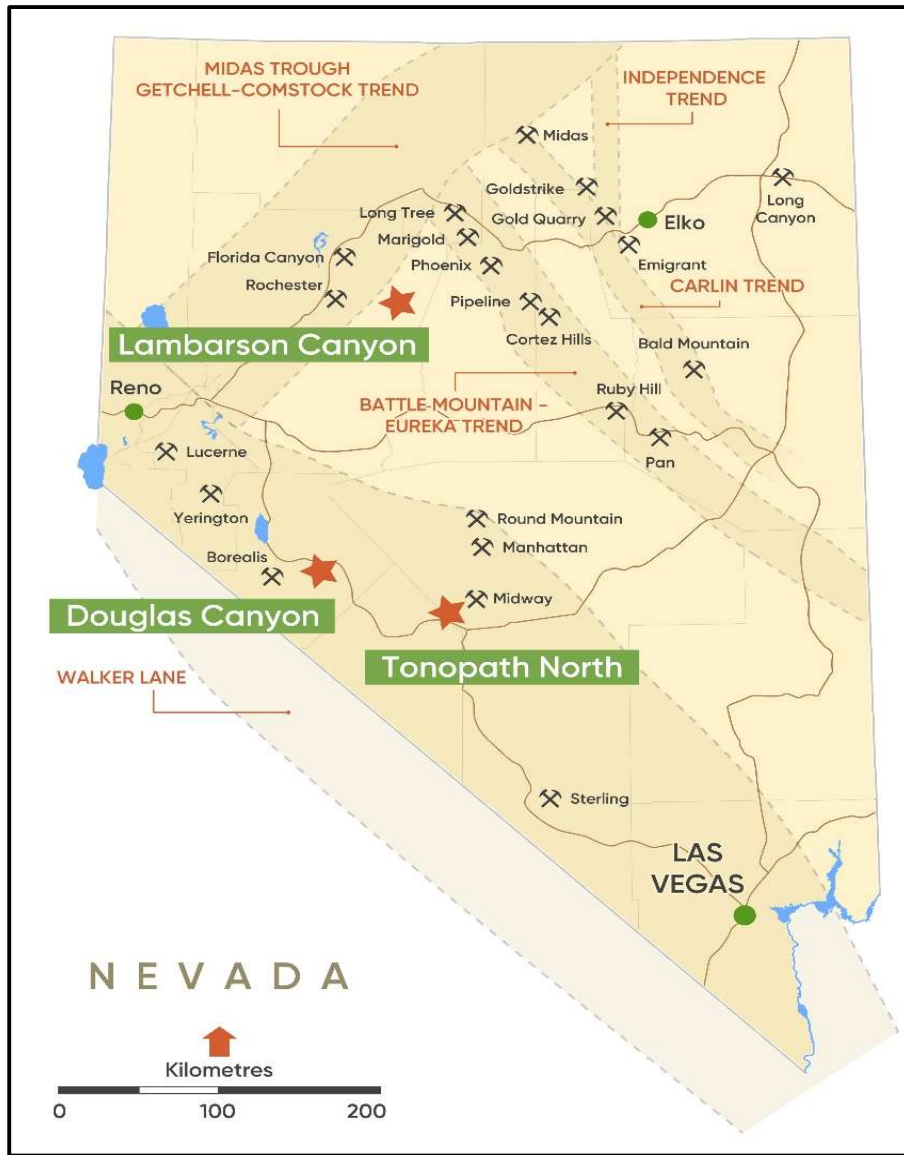 MIDAS TROUGH
GETCHELL-COMSTOCK TREND
INDEPENDENCE
TREND
Midas
Goldstrike
Long
Canyon
Long Tree
Gold Quarry
Elko
Marigold
Florida Canyon
Phoenix
Emigrant
Rochester
Pipeline
CARLIN TREND
Cortez Hills
Lambarson Canyon
Bald Mountain
Reno
Ruby Hill
BATTLE-MOUNTAIN -
EUREKA TREND
Lucerne
Pan
Yerington
Round Mountain
Manhattan
Borealis
Midway
Douglas Canyon
Tonopath North
WALKER LANE
Sterling
LAS
VEGAS
NEVADA
Kilometres
0 100 200